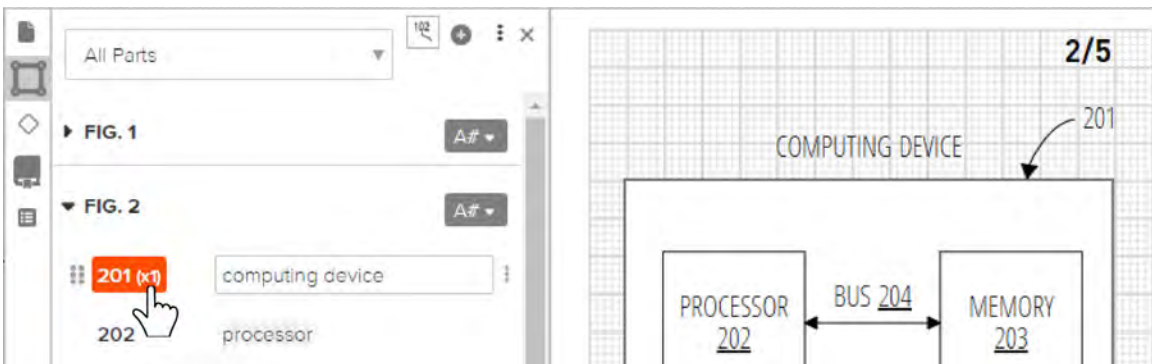 All Parts
102
FIG. 1
A#
FIG. 2
A#
201 (x1)
computing device
202
processor
2/5
201
COMPUTING DEVICE
PROCESSOR
202
BUS 204
MEMORY
203